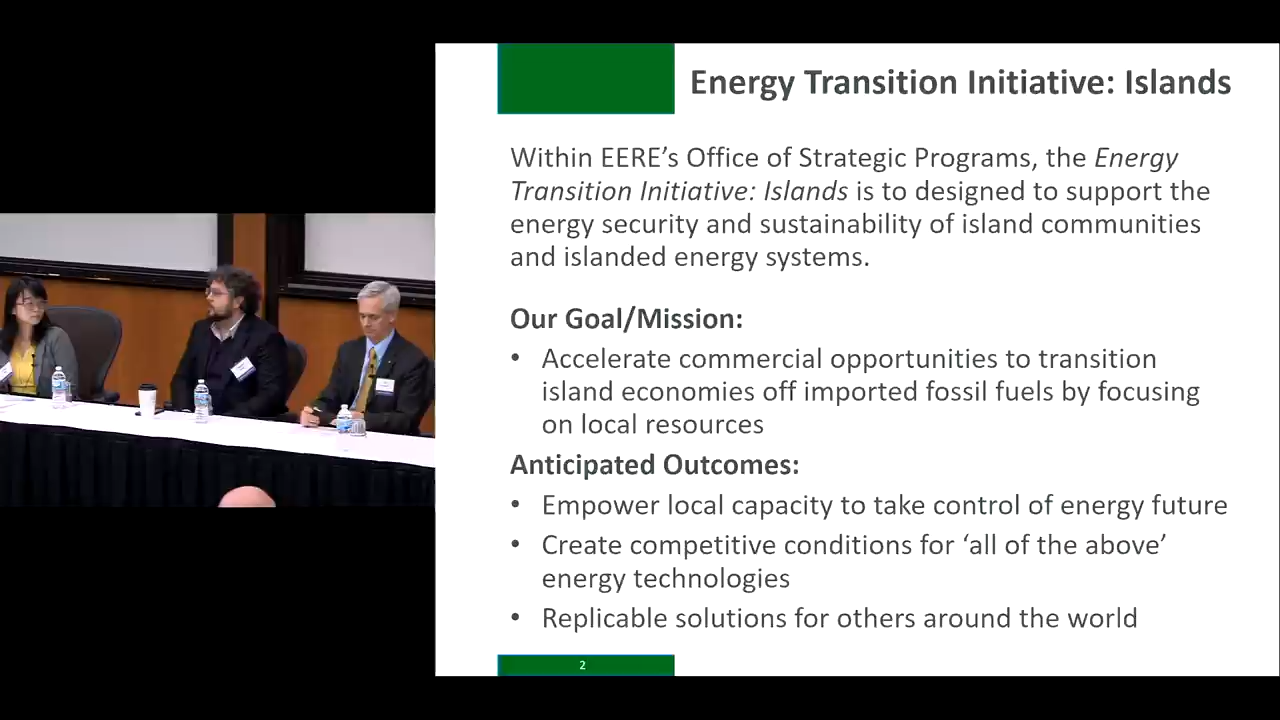 Energy Transition Initiative: Islands
Within EERE's Office of Strategic Programs, the Energy
Transition Initiative: Islands is to designed to support the
energy security and sustainability of island communities
and islanded energy systems.
Our Goal/Mission:
• Accelerate commercial opportunities to transition
island economies off imported fossil fuels by focusing
on local resources
Anticipated Outcomes:
• Empower local capacity to take control of energy future
• Create competitive conditions for ‘all of the above’
energy technologies
• Replicable solutions for others around the world
2